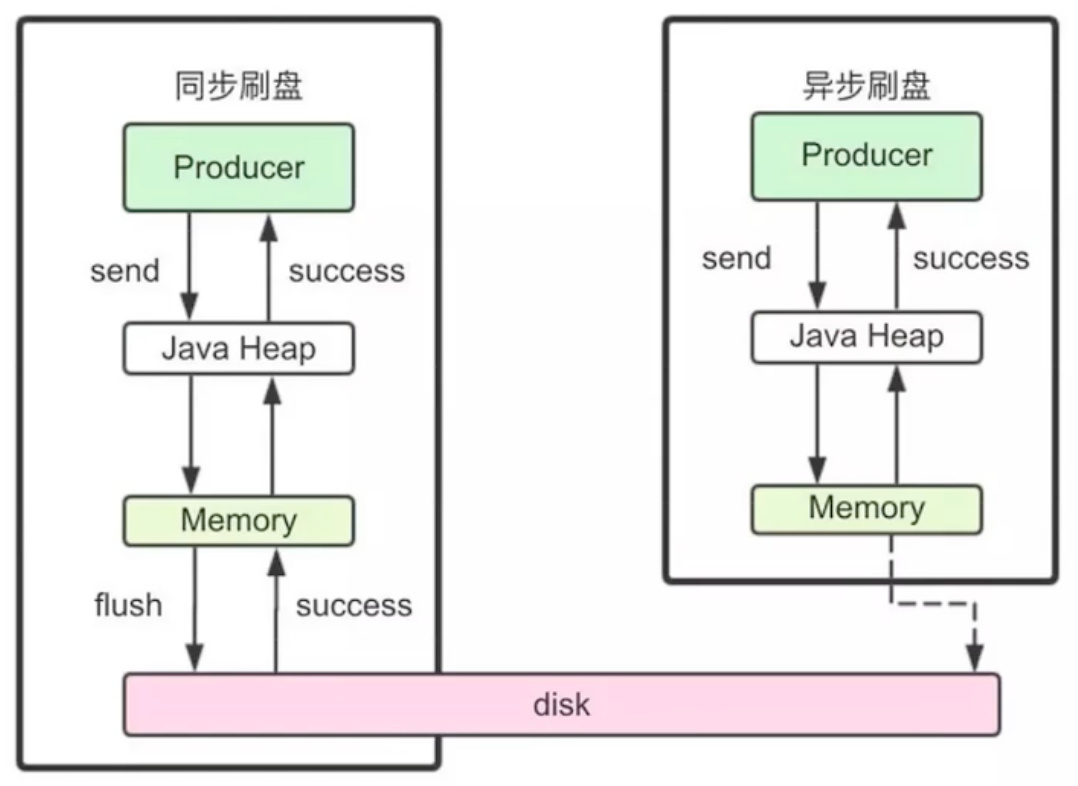 同步刷盘
Producer
send
success
Java Heap
Memory
flush
success
异步刷盘
Producer
send
success
Java Heap
Memory
disk